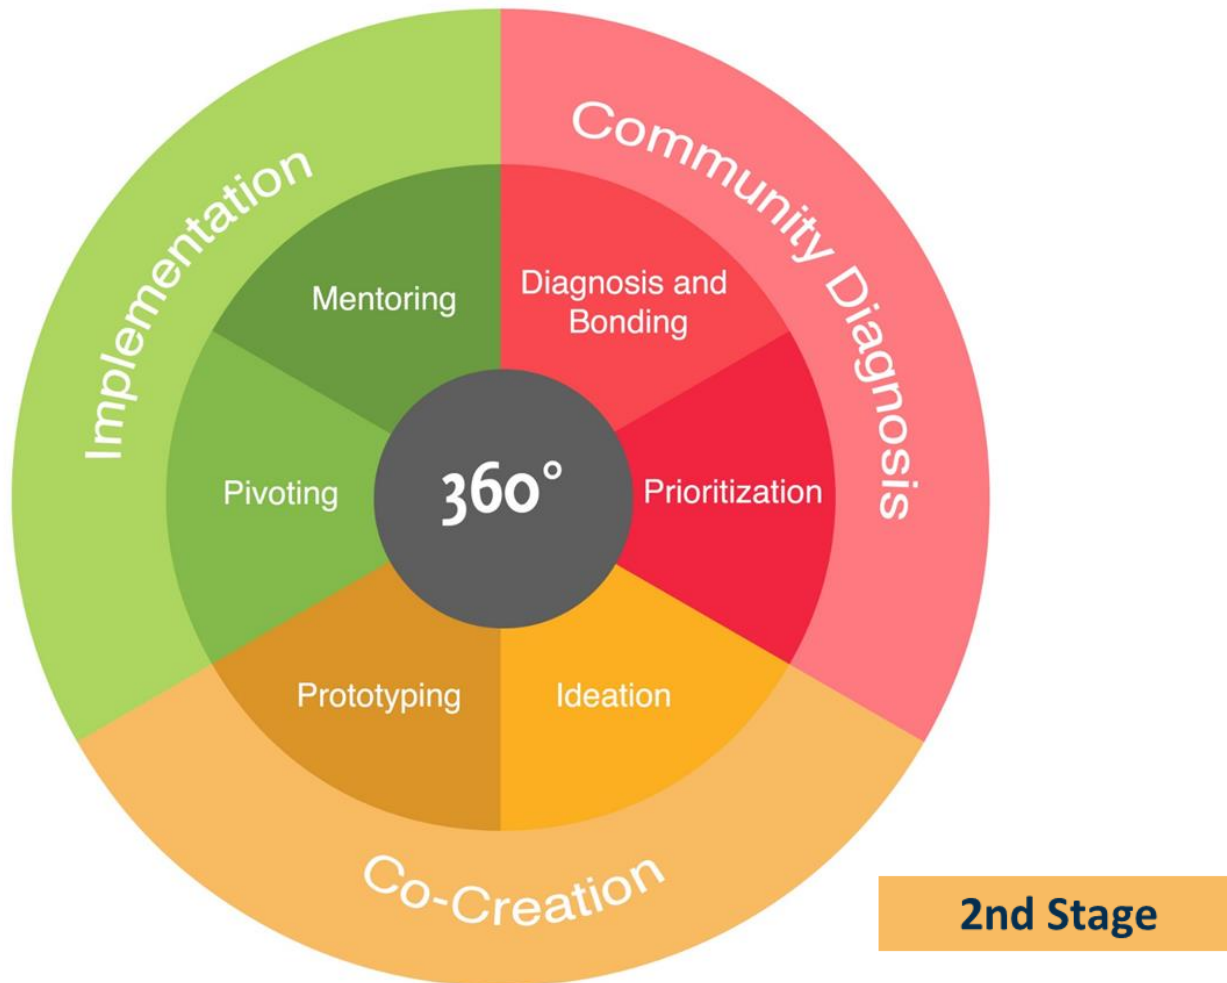 Implementation
Community Diagnosis
Mentoring
Diagnosis and
Bonding
Pivoting
360°
Prioritization
Prototyping
Ideation
Co-Creation
2nd Stage